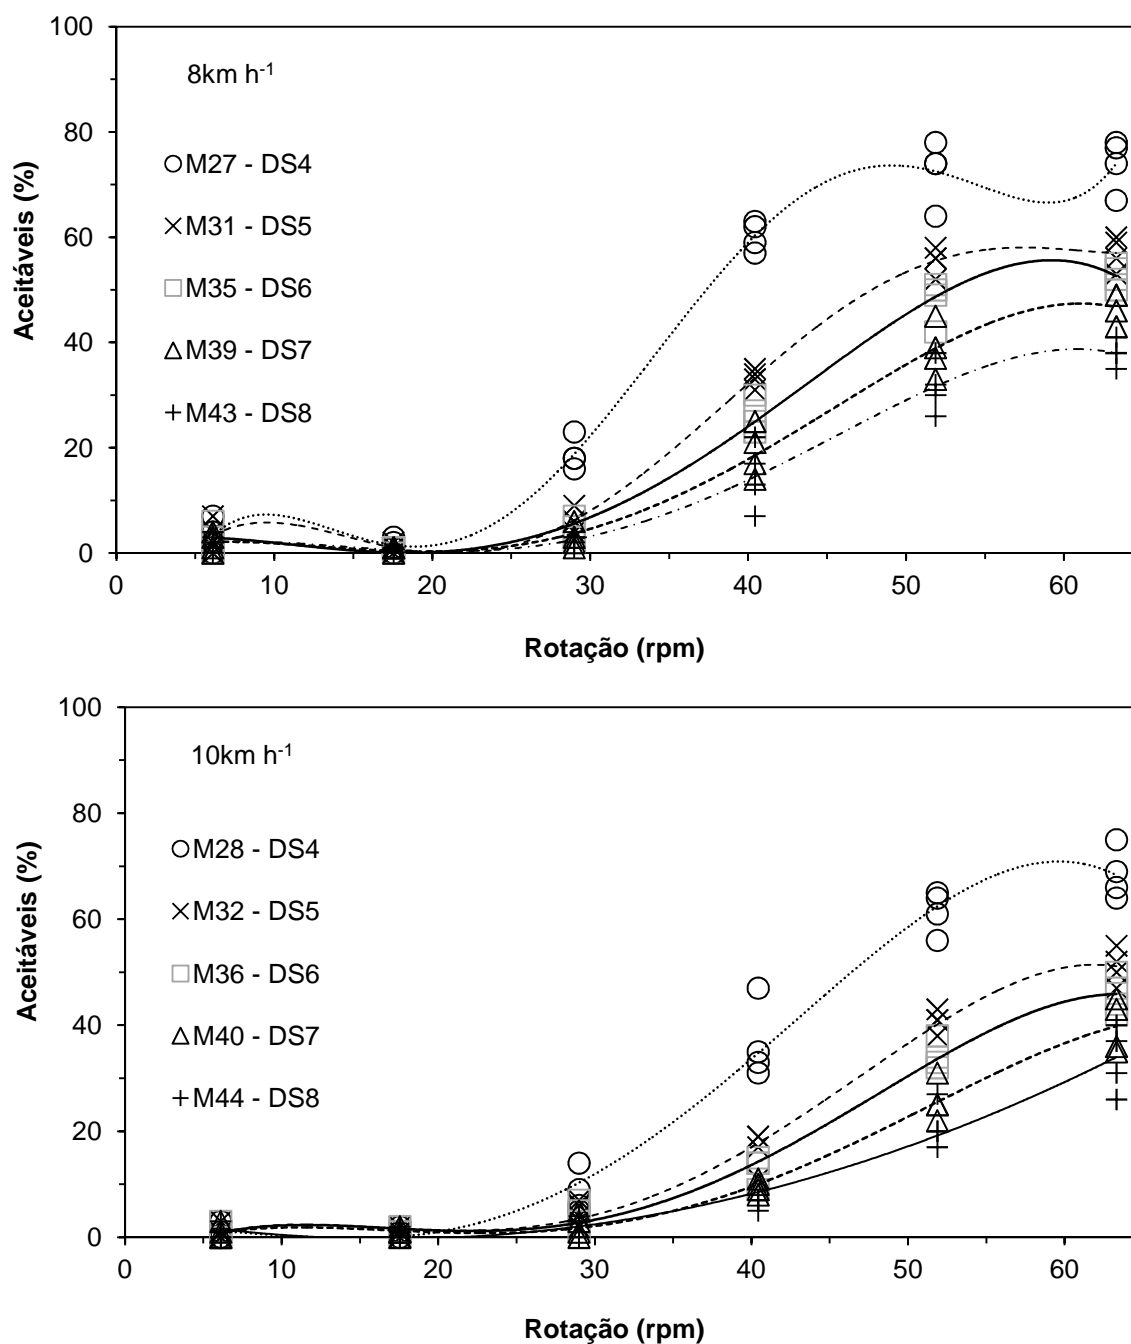 100
80
60
40
20
0
Aceitáveis (%)
8km h-1
M27 - DS4
M31 - DS5
M35 - DS6
M39 - DS7
M43 - DS8
0 10 20 30 40 50 60
Rotação (rpm)
100
80
60
40
20
0
Aceitáveis (%)
10km h-1
M28 - DS4
M32 - DS5
M36 - DS6
M40 - DS7
M44 - DS8
0 10 20 30 40 50 60
Rotação (rpm)